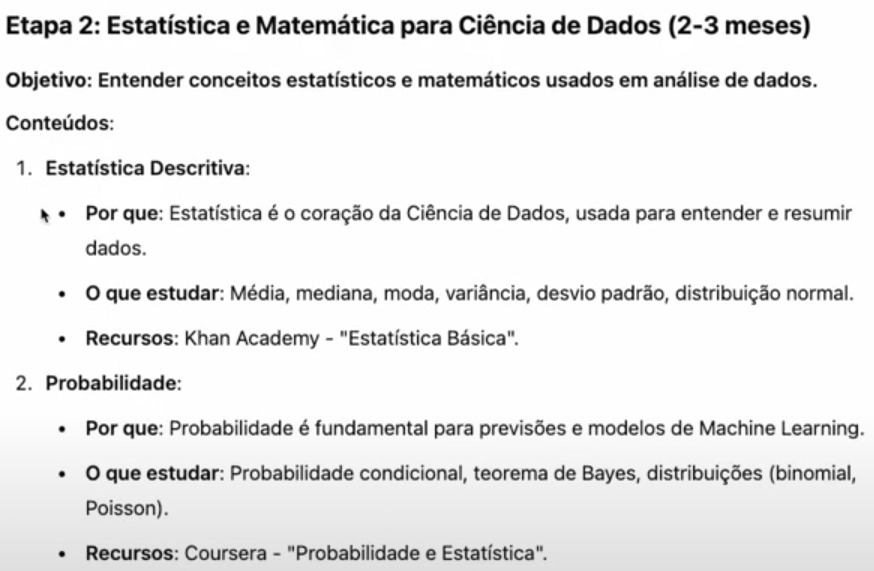 Etapa 2: Estatística e Matemática para Ciência de Dados (2-3 meses)
Objetivo: Entender conceitos estatísticos e matemáticos usados em análise de dados.
Conteúdos:
1. Estatística Descritiva:
• Por que: Estatística é o coração da Ciência de Dados, usada para entender e resumir
dados.
• O que estudar: Média, mediana, moda, variância, desvio padrão, distribuição normal.
• Recursos: Khan Academy - "Estatística Básica".
2. Probabilidade:
• Por que: Probabilidade é fundamental para previsões e modelos de Machine Learning.
• O que estudar: Probabilidade condicional, teorema de Bayes, distribuições (binomial,
Poisson).
• Recursos: Coursera - "Probabilidade e Estatística".